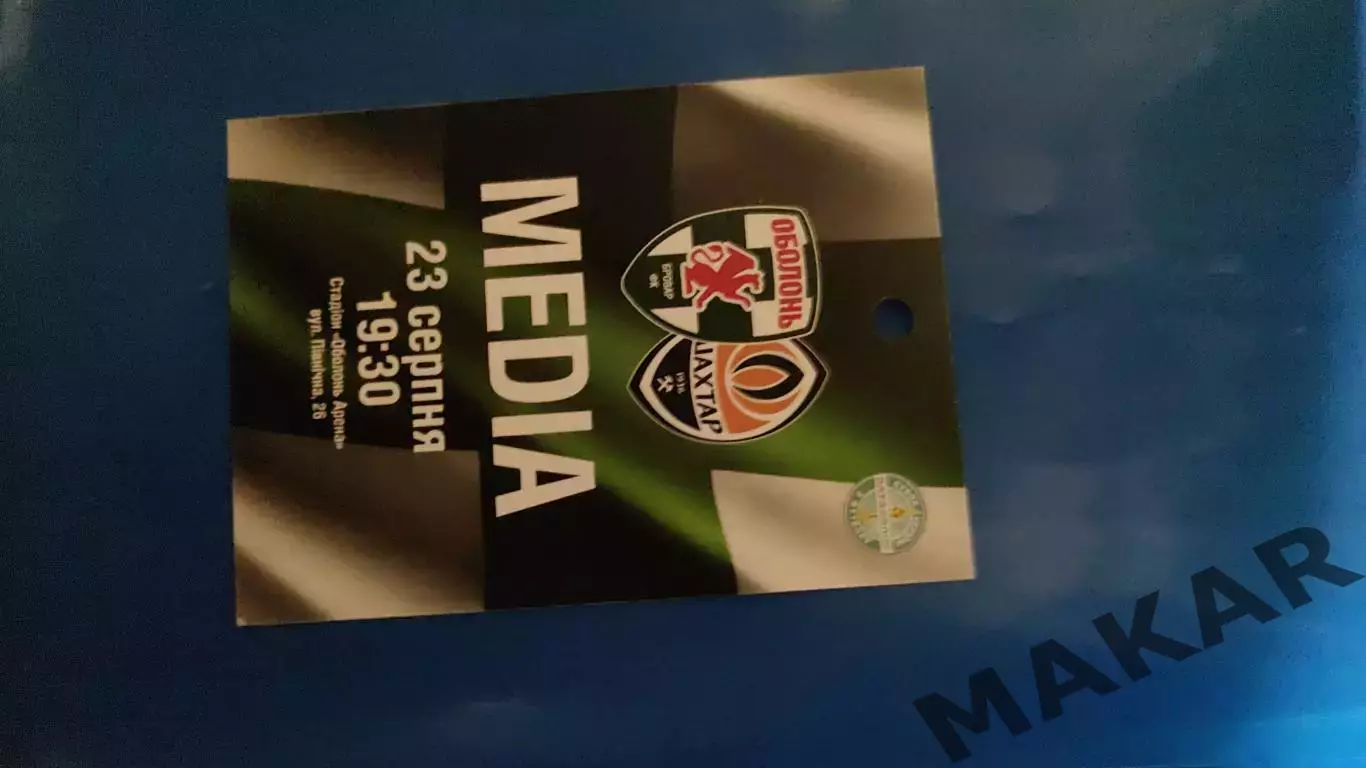 ОБОЛОНЬ
БРОВАР
ФК
ШАХТАР
1936
MEDIA
23 серпня
19:30
Стадіон «Оболонь Арена»
вул. Північна, 26
MAKAR